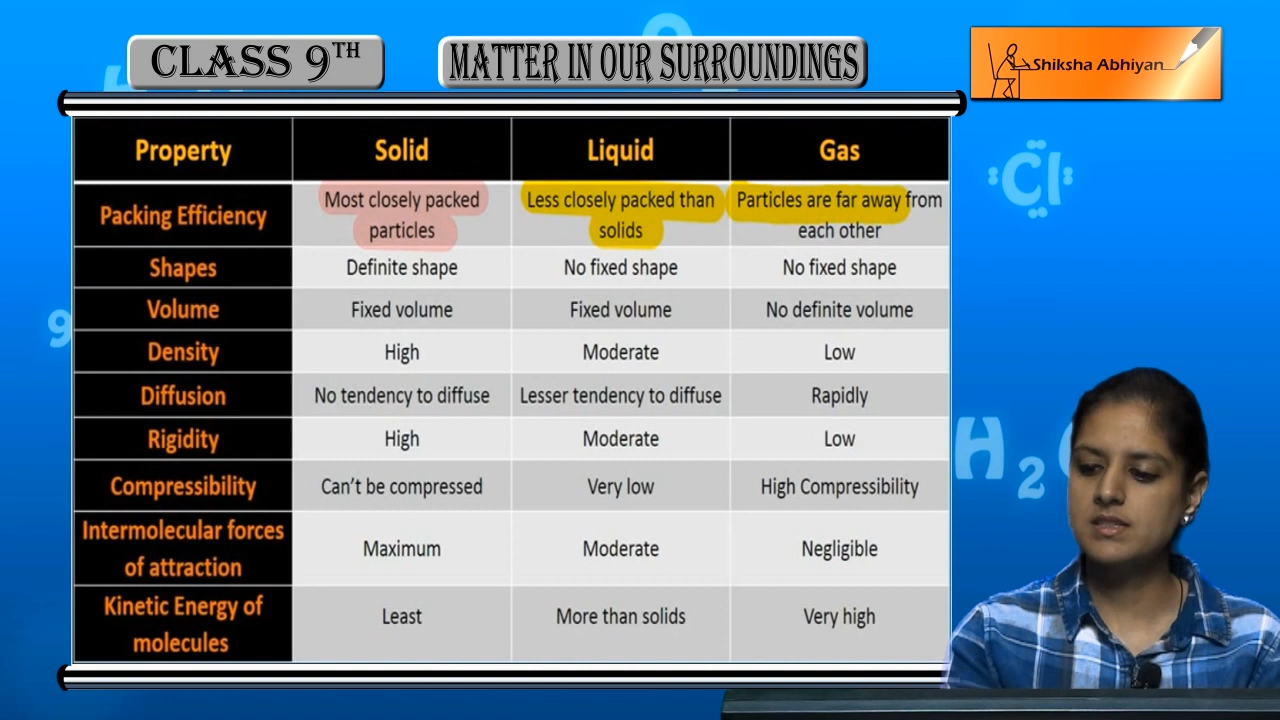 CLASS 9TH
MATTER IN OUR SURROUNDINGS
Shiksha Abhiyan
Property Solid Liquid Gas
Packing Efficiency
Most closely packed
particles
Less closely packed than
solids
Particles are far away from
each other
Shapes Definite shape No fixed shape No fixed shape
Volume Fixed volume Fixed volume No definite volume
Density High Moderate Low
Diffusion No tendency to diffuse Lesser tendency to diffuse Rapidly
Rigidity High Moderate Low
Compressibility Can't be compressed Very low High Compressibility
Intermolecular forces
of attraction
Maximum Moderate Negligible
Kinetic Energy of
molecules
Least More than solids Very high
Cl
9
H2